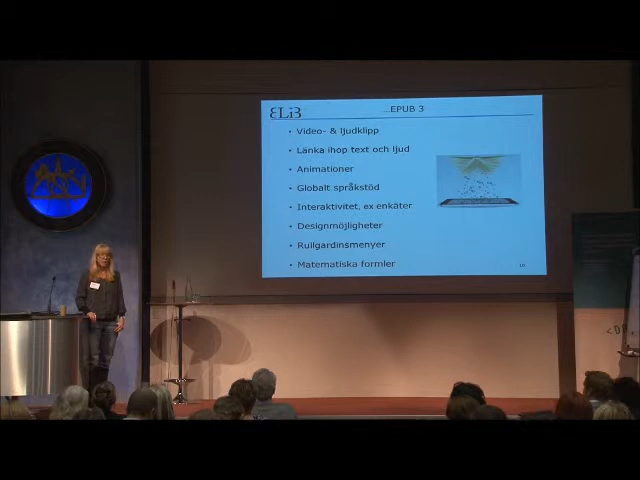 ELiB
...EPUB 3
• Video- & ljudklipp
• Länka ihop text och ljud
• Animationer
• Globalt språkstöd
• Interaktivitet, ex enkäter
• Designmöjligheter
• Rullgardinsmenyer
• Matematiska formler